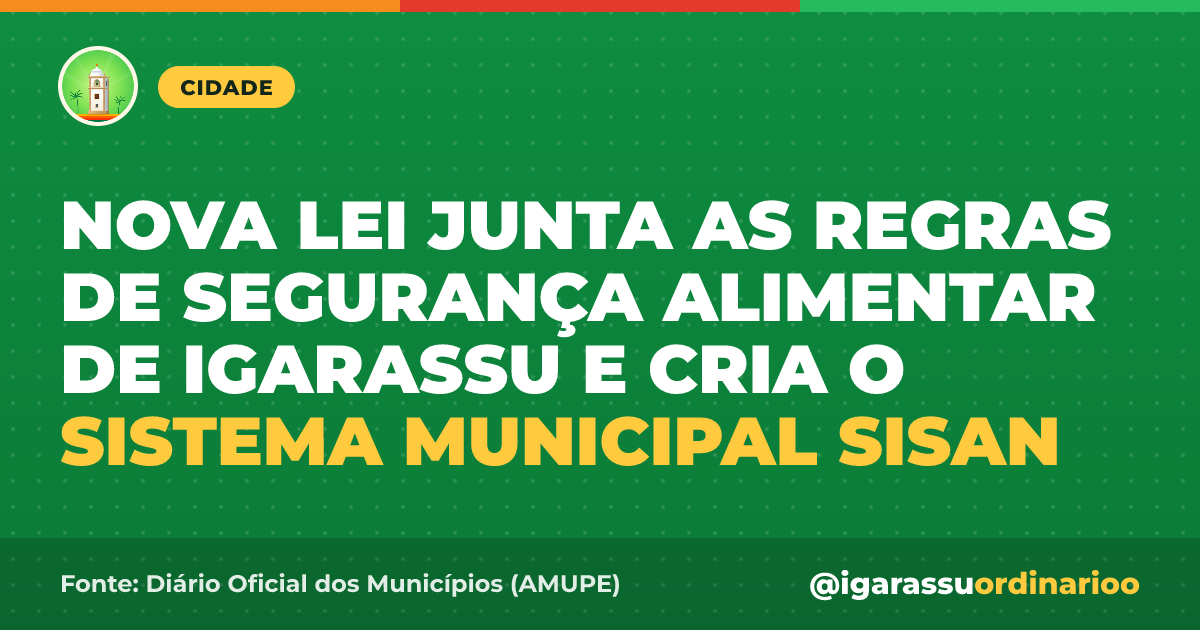 CIDADE
NOVA LEI JUNTA AS REGRAS
DE SEGURANÇA ALIMENTAR
DE IGARASSU E CRIA O
SISTEMA MUNICIPAL SISAN
Fonte: Diário Oficial dos Municípios (AMUPE)
@igarassuordinarioo